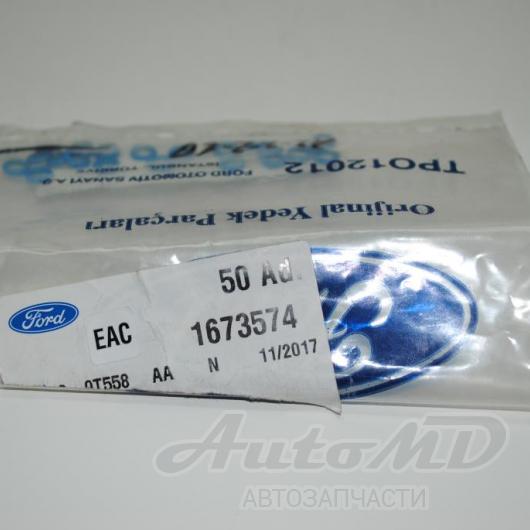 TPO12012
FORD OTOMOTİV SANAYİ A.Ş.
İSTANBUL, TÜRKİYE
Orijinal Yedek Parçaları
50 Ad.
Ford
EAC
1673574
9T558 AA N 11/2017
AutoMD
АВТОЗАПЧАСТИ